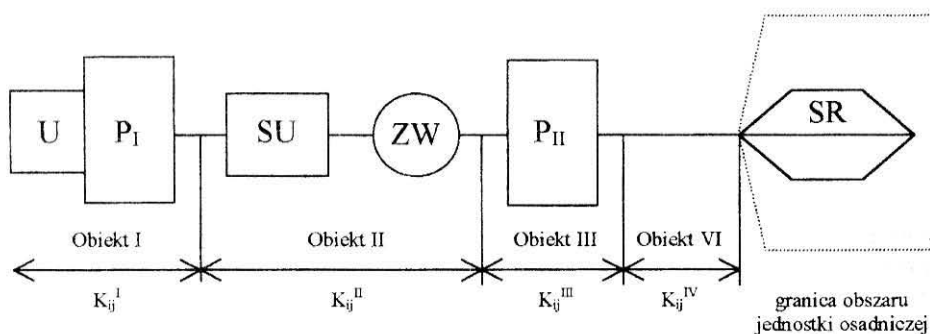 U
P_I
SU
ZW
P_II
SR
Obiekt I
Obiekt II
Obiekt III
Obiekt VI
K_ij^I
K_ij^II
K_ij^III
K_ij^IV
granica obszaru
jednostki osadniczej